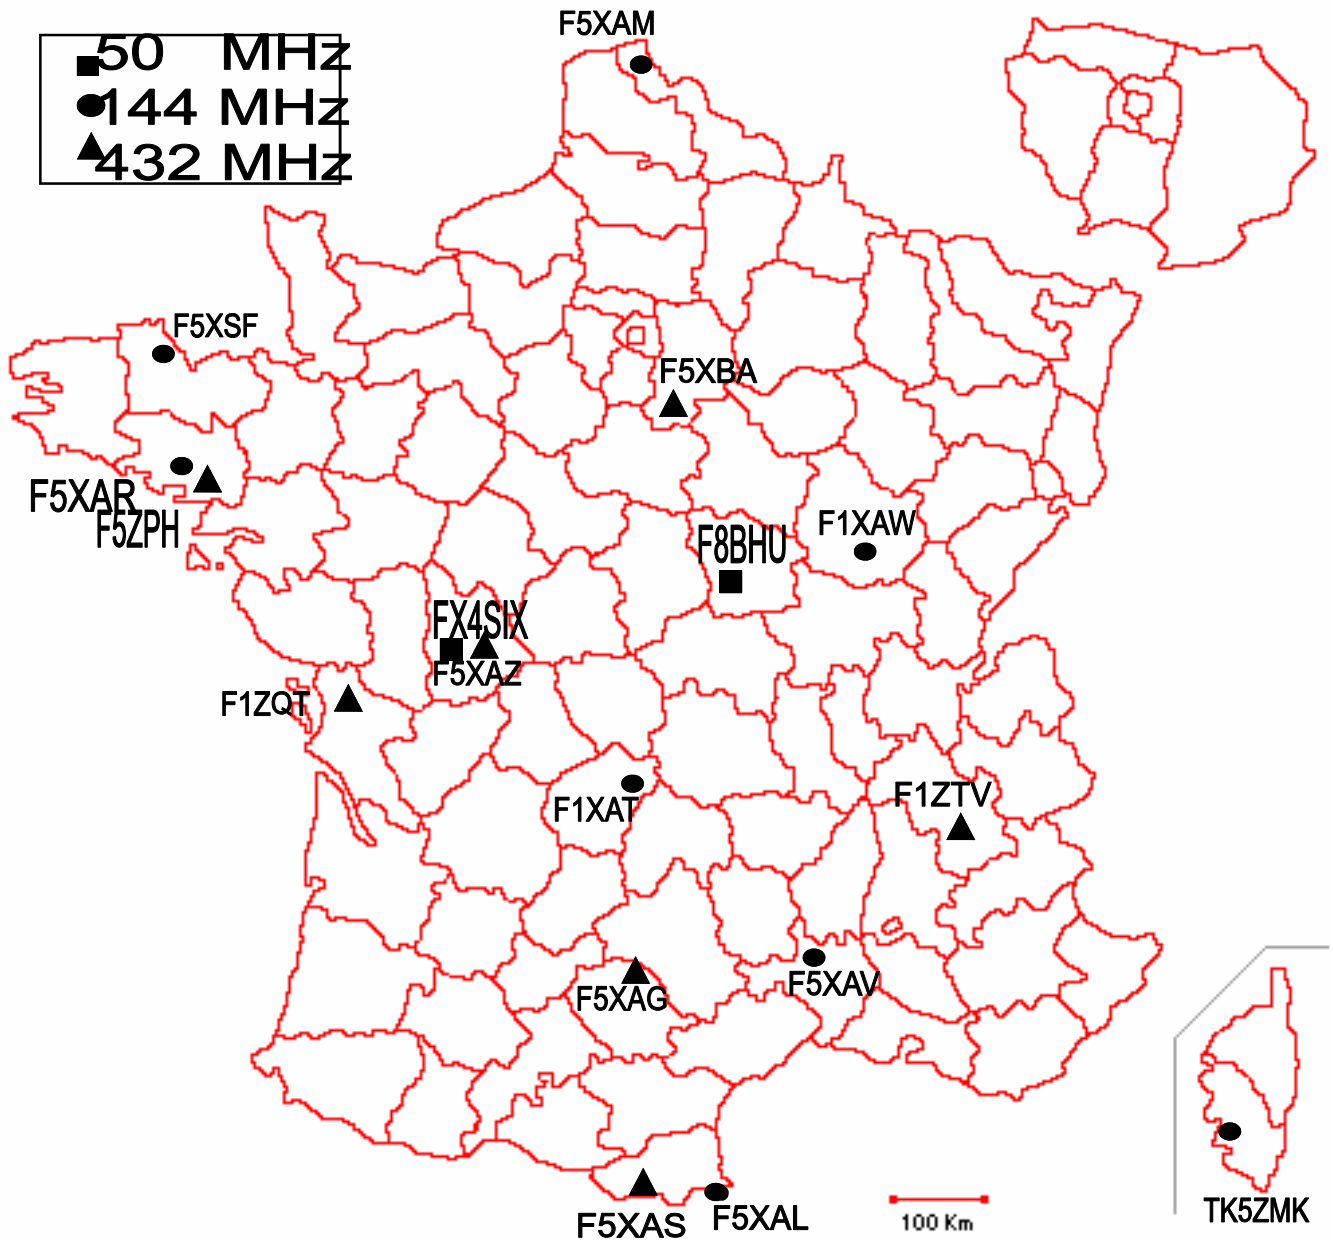 50 MHz
144 MHz
432 MHz
F5XAM
F5XSF
F5XBA
F5XAR
F5ZPH
F8BHU
F1XAW
FX4SIX
F5XAZ
F1ZQT
F1XAT
F1ZTV
F5XAG
F5XAV
F5XAS
F5XAL
100 Km
TK5ZMK